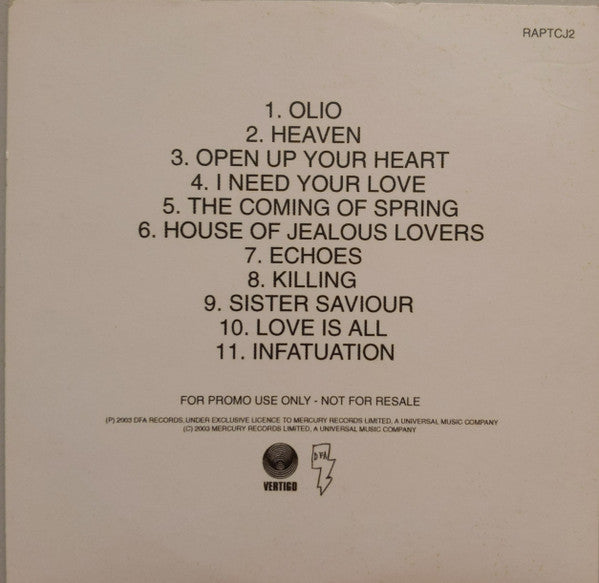 RAPTCJ2
1. OLIO
2. HEAVEN
3. OPEN UP YOUR HEART
4. I NEED YOUR LOVE
5. THE COMING OF SPRING
6. HOUSE OF JEALOUS LOVERS
7. ECHOES
8. KILLING
9. SISTER SAVIOUR
10. LOVE IS ALL
11. INFATUATION
FOR PROMO USE ONLY - NOT FOR RESALE
(P) 2003 DFA RECORDS, UNDER EXCLUSIVE LICENCE TO MERCURY RECORDS LIMITED, A UNIVERSAL MUSIC COMPANY
(C) 2003 MERCURY RECORDS LIMITED, A UNIVERSAL MUSIC COMPANY
VERTIGO
DFA